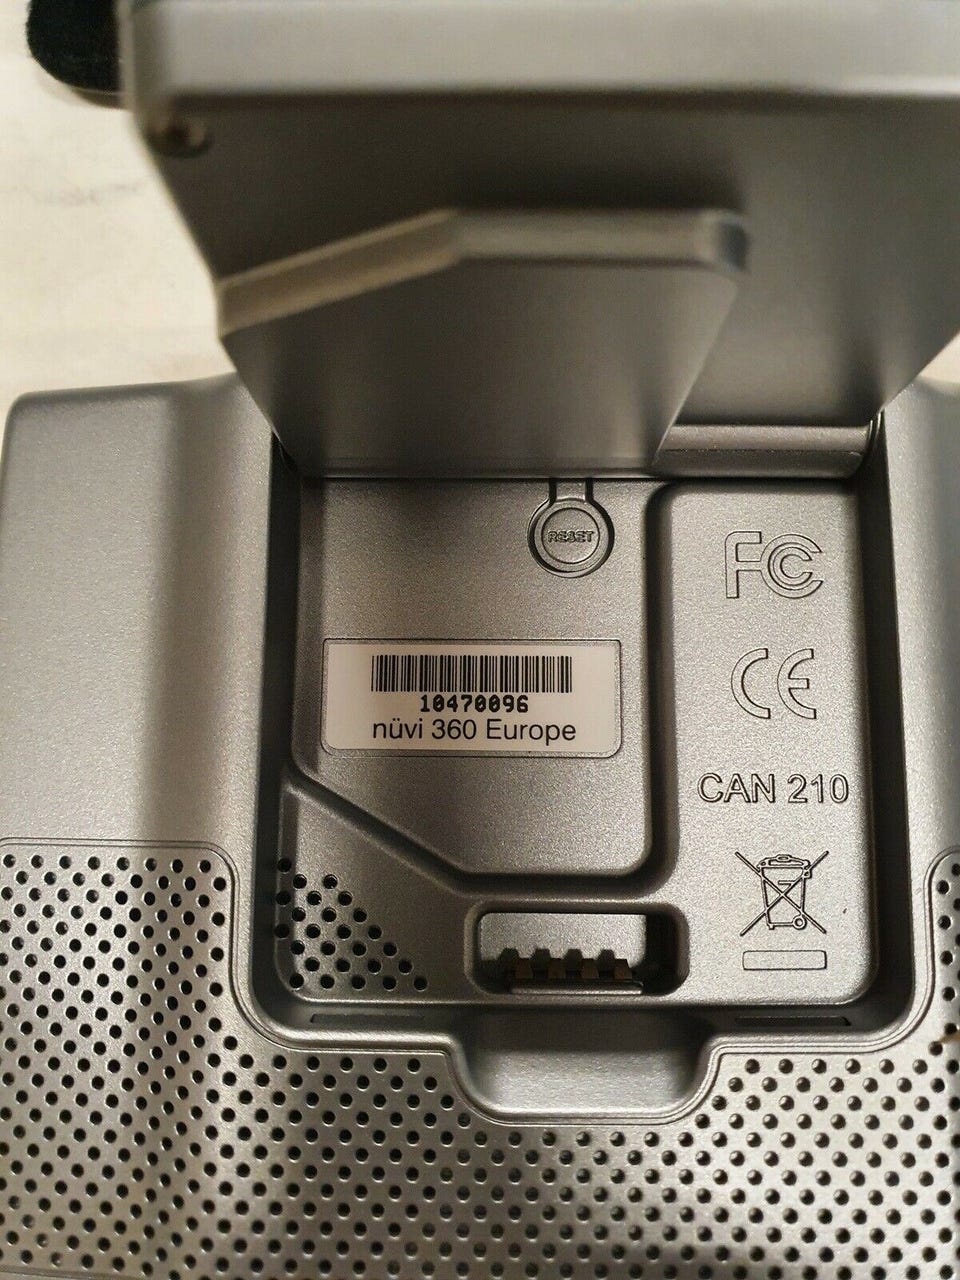 RESET
FC
CE
10470096
nüvi 360 Europe
CAN 210